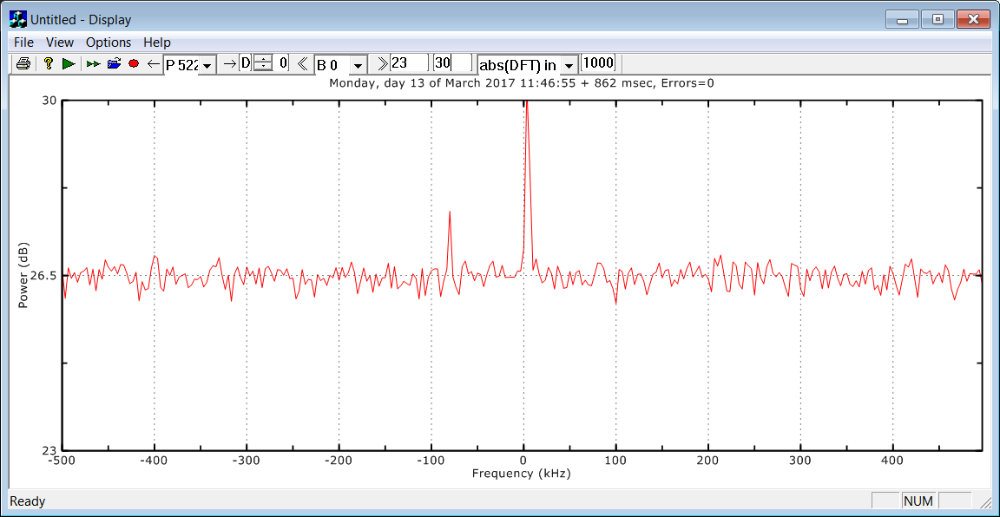 Untitled - Display
File View Options Help
P 522 D 0 B 0 23 30 abs(DFT) in 1000
Monday, day 13 of March 2017 11:46:55 + 862 msec, Errors=0
30
26.5
23
Power (dB)
-500 -400 -300 -200 -100 0 100 200 300 400
Frequency (kHz)
Ready NUM